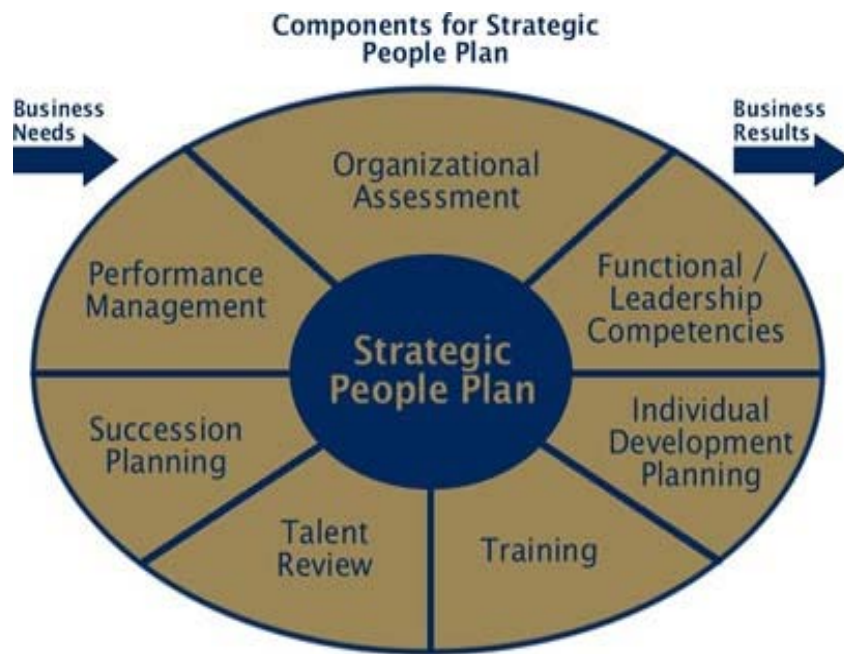 Components for Strategic
People Plan
Business
Needs
Business
Results
Organizational
Assessment
Performance
Management
Functional /
Leadership
Competencies
Strategic
People Plan
Succession
Planning
Individual
Development
Planning
Talent
Review
Training